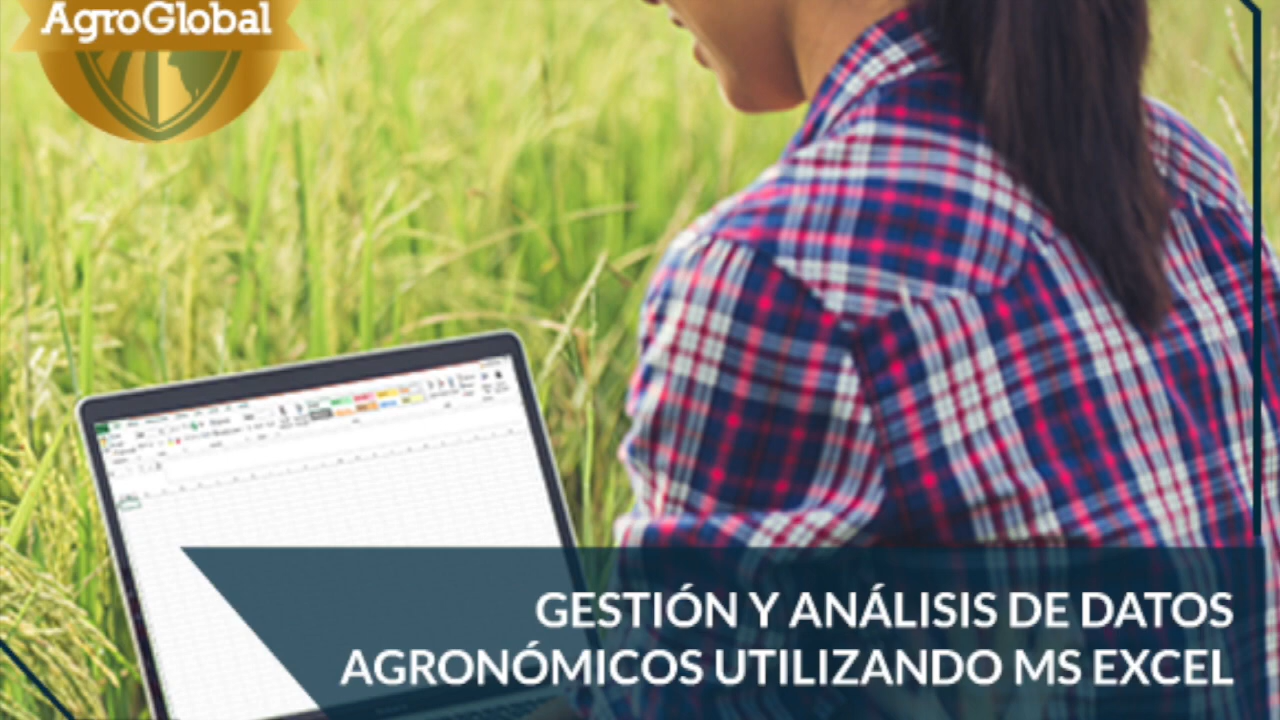 AgroGlobal
GESTIÓN Y ANÁLISIS DE DATOS
AGRONÓMICOS UTILIZANDO MS EXCEL